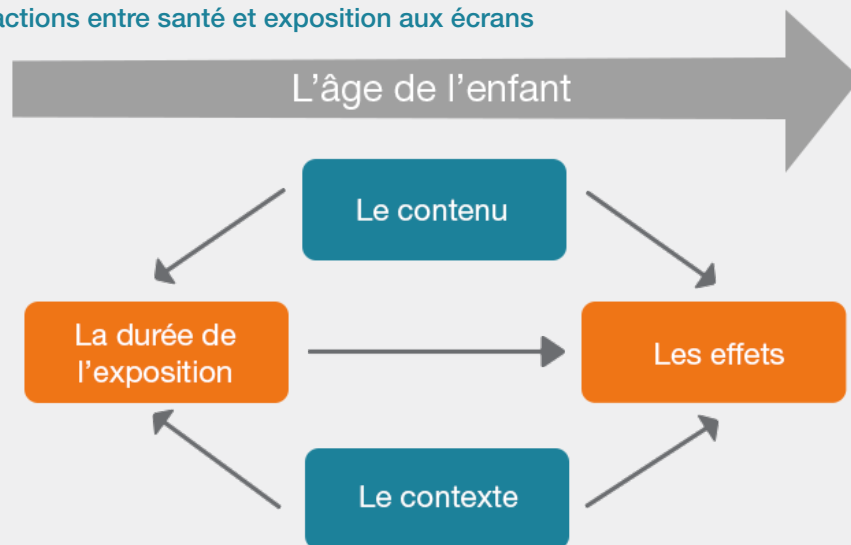 actions entre santé et exposition aux écrans
L'âge de l'enfant
Le contenu
La durée de
l'exposition
Les effets
Le contexte